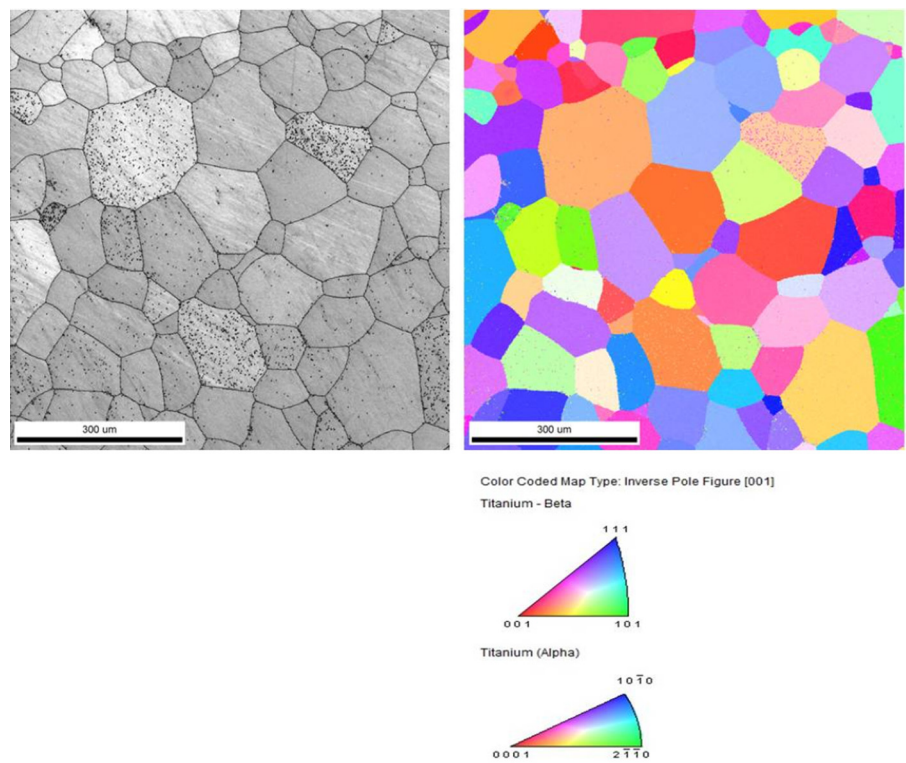 300 um
300 um
Color Coded Map Type: Inverse Pole Figure [001]
Titanium - Beta
1 1 1
0 0 1
1 0 1
Titanium (Alpha)
1 0 1̅ 0
0 0 0 1
2 1̅ 1̅ 0